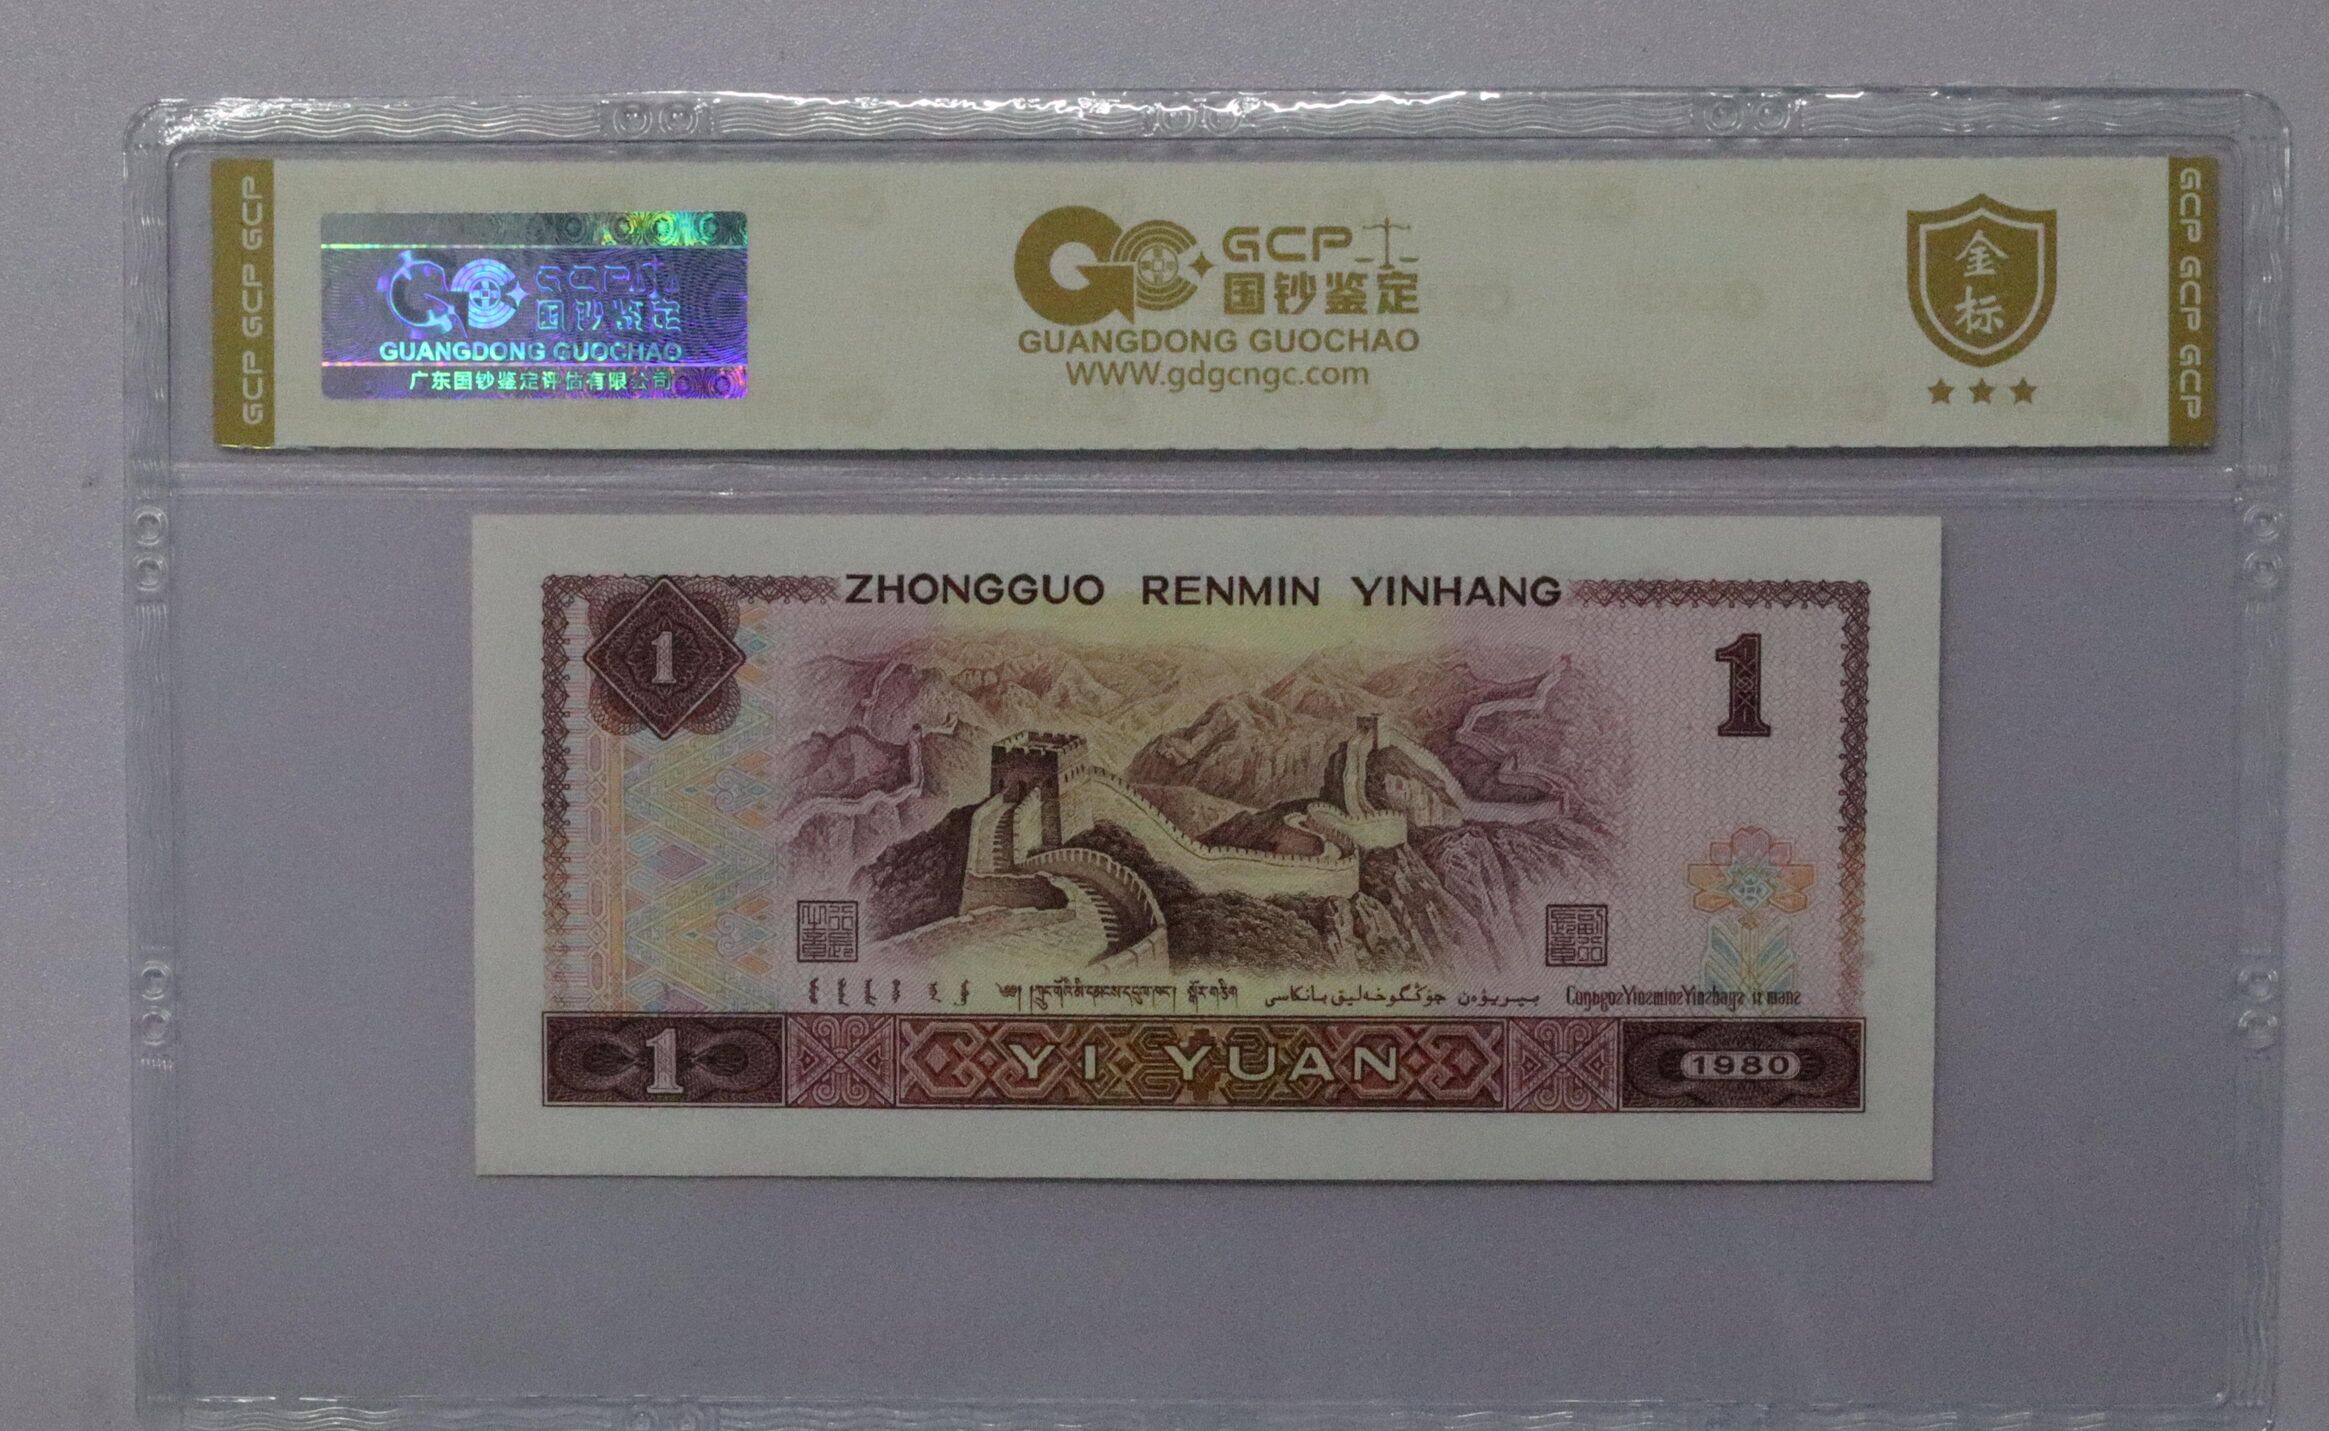 GCP GCP GCP
GCP
国钞鉴定
GUANGDONG GUOCHAO
广东国钞鉴定评估有限公司
GCP
国钞鉴定
GUANGDONG GUOCHAO
www.gdgcngc.com
金
标
GCP GCP GCP
ZHONGGUO RENMIN YINHANG
1
1
YI YUAN
1
1980